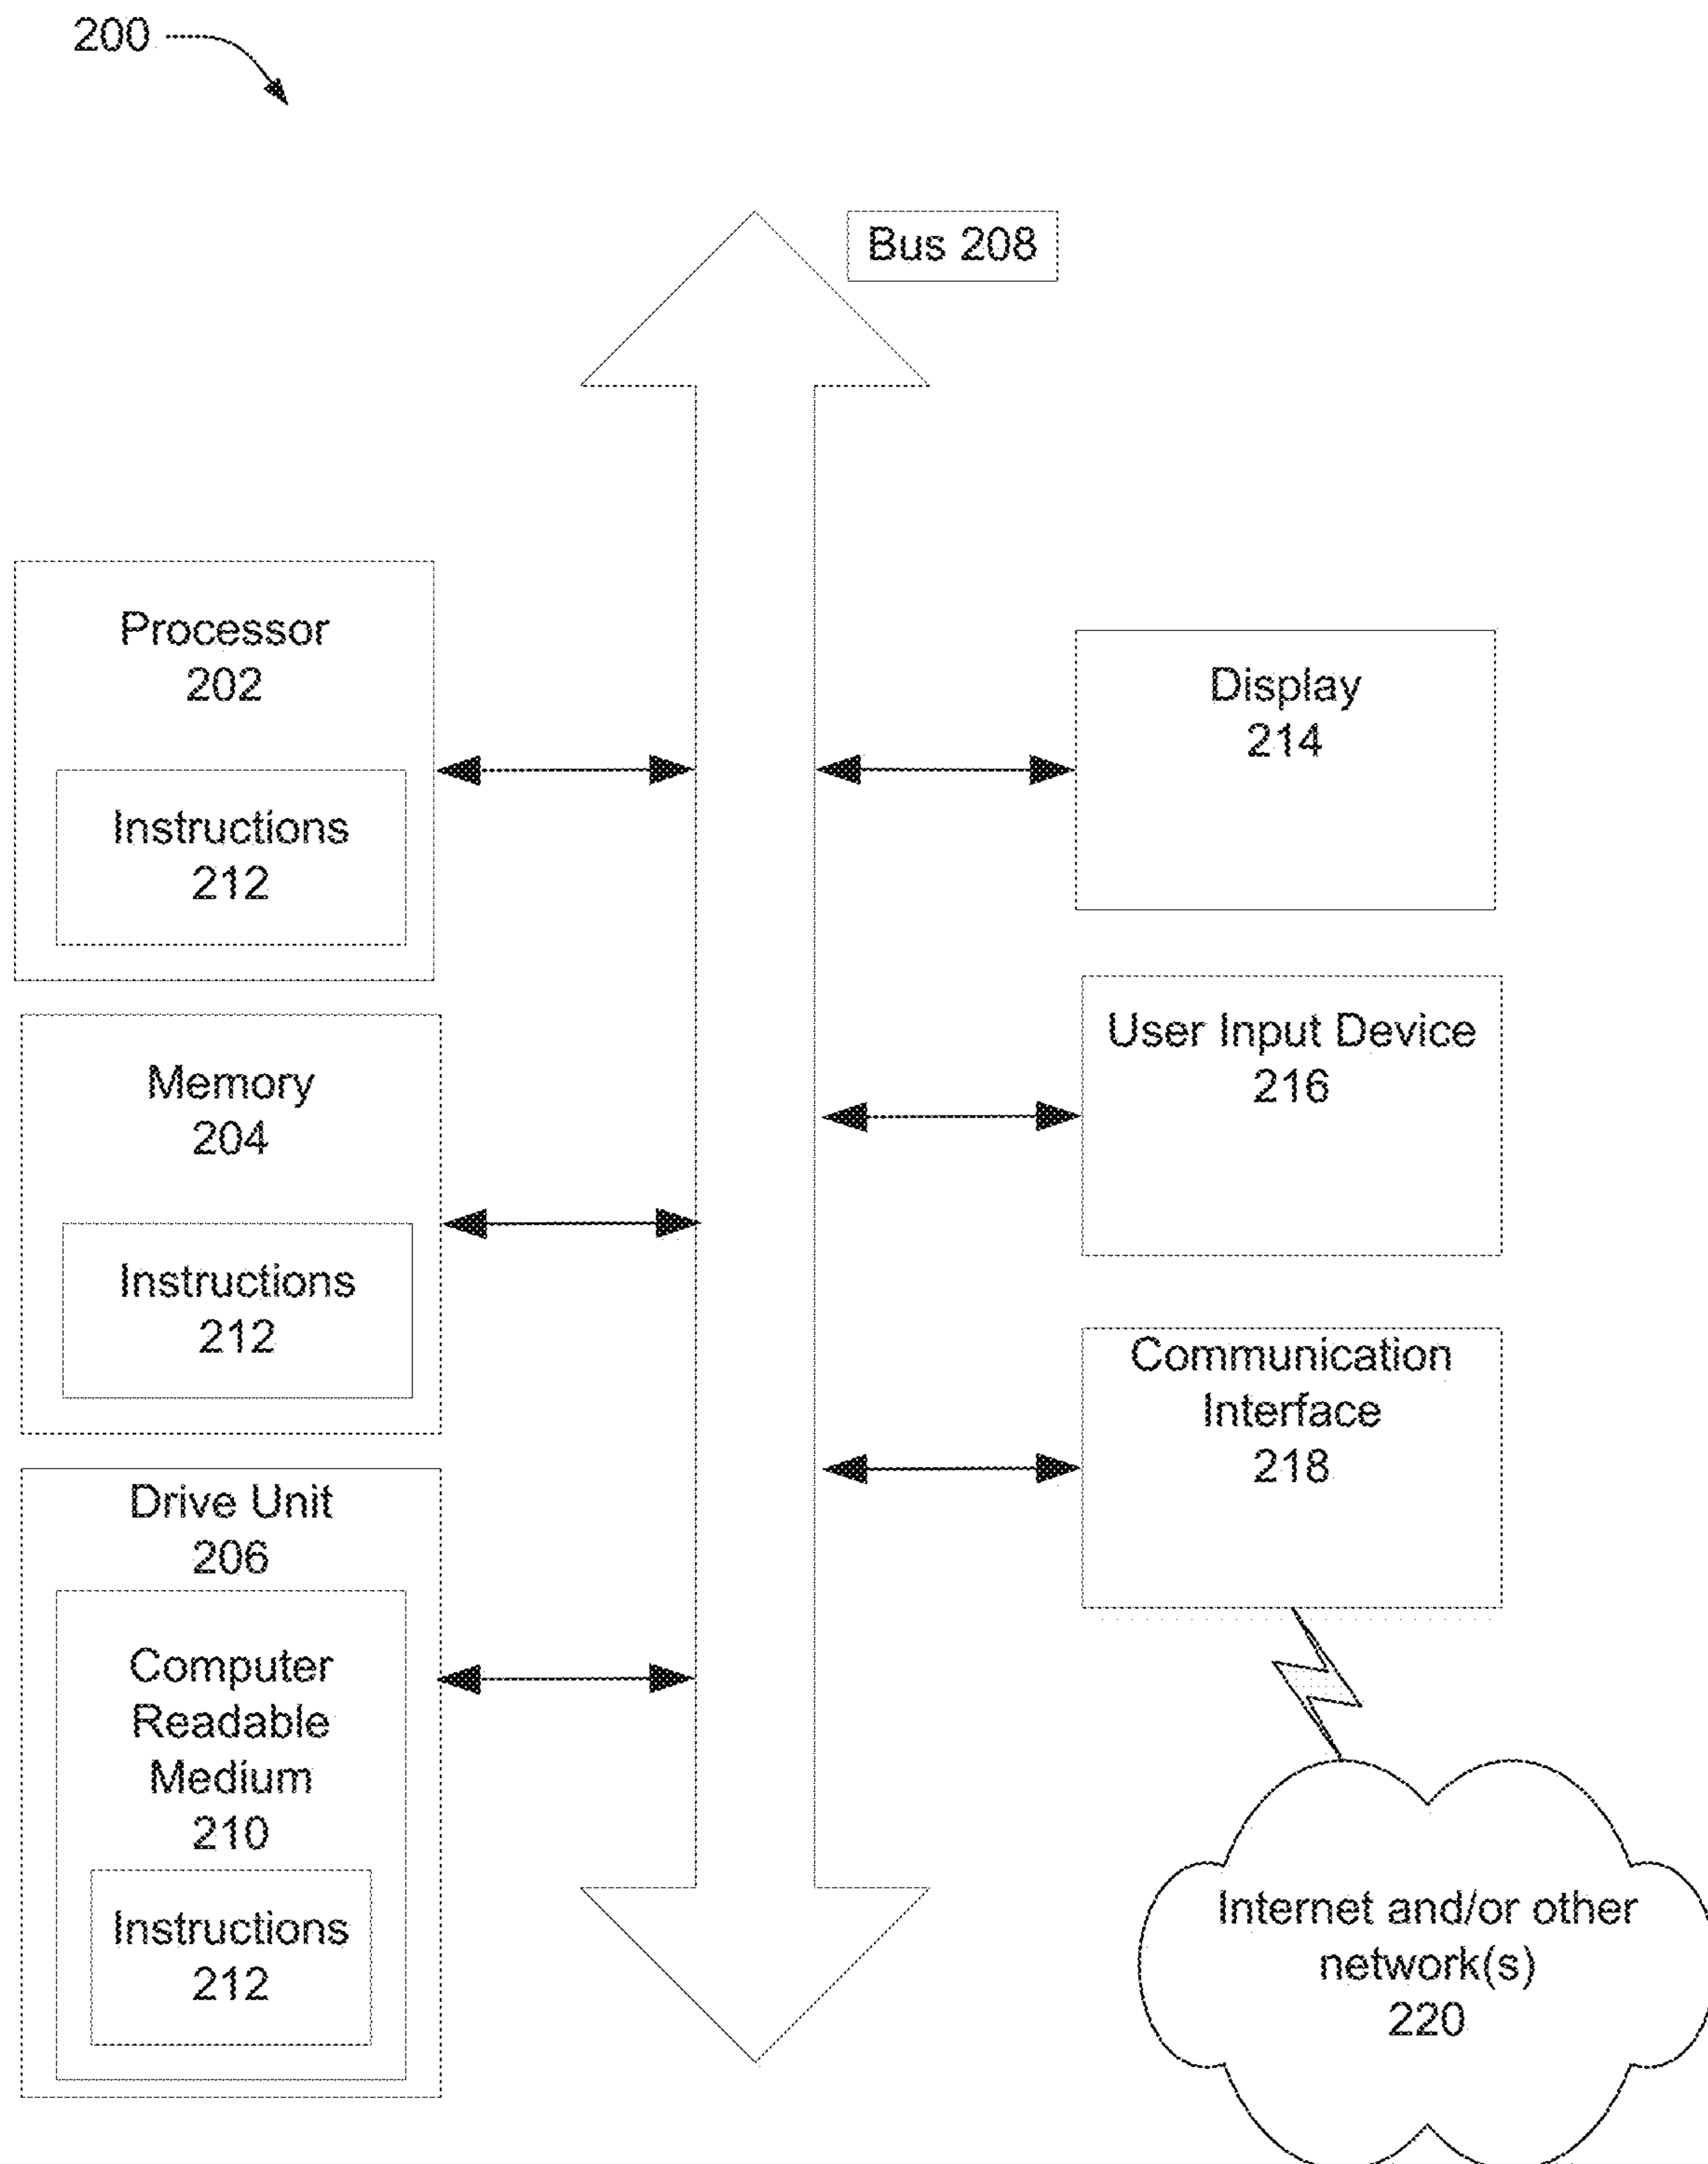 200
Bus 208
Processor
202
Instructions
212
Memory
204
Instructions
212
Drive Unit
206
Computer
Readable
Medium
210
Instructions
212
Display
214
User Input Device
216
Communication
Interface
218
Internet and/or other
network(s)
220